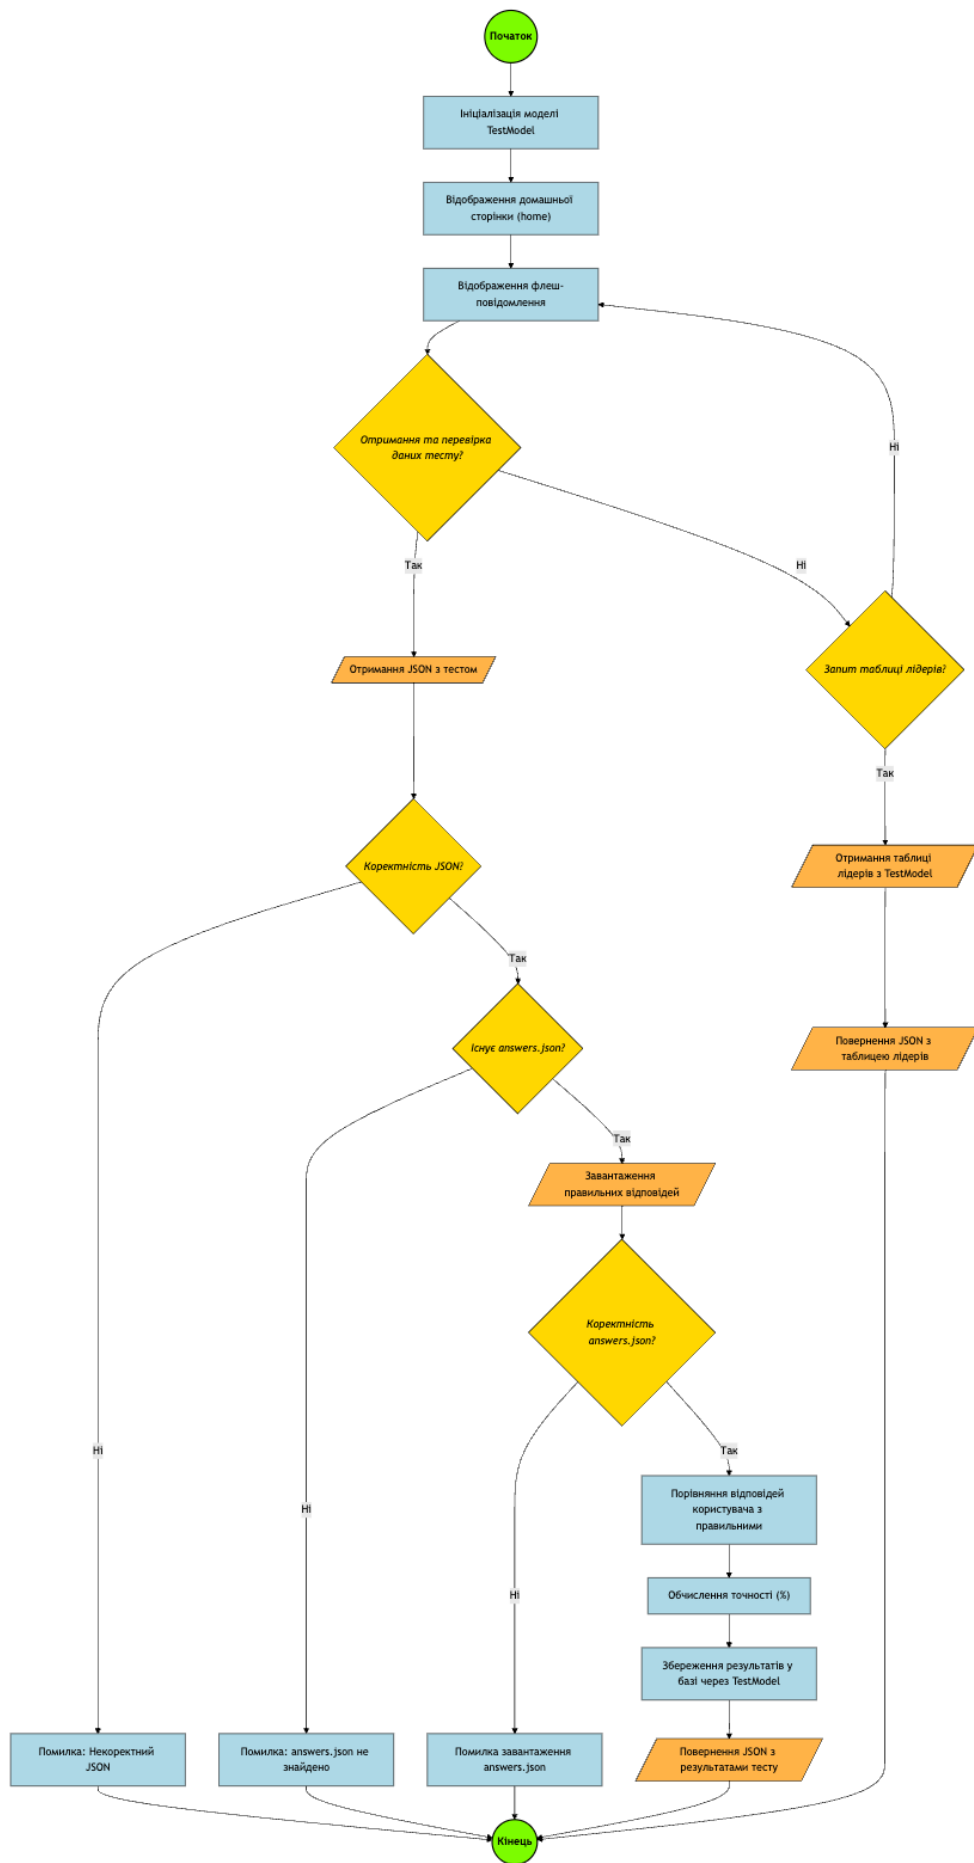 Початок
Ініціалізація моделі
TestModel
Відображення домашньої
сторінки (home)
Відображення флеш-
повідомлення
Отримання та перевірка
даних тесту?
Ні
Так
Ні
Отримання JSON з тестом
Запит таблиці лідерів?
Так
Коректність JSON?
Отримання таблиці
лідерів з TestModel
Так
Існує answers.json?
Повернення JSON з
таблицею лідерів
Так
Завантаження
правильних відповідей
Коректність
answers.json?
Ні
Так
Порівняння відповідей
користувача з
правильними
Ні
Ні
Обчислення точності (%)
Збереження результатів у
базі через TestModel
Помилка: Некоректний
JSON
Помилка: answers.json не
знайдено
Помилка завантаження
answers.json
Повернення JSON з
результатами тесту
Кінець